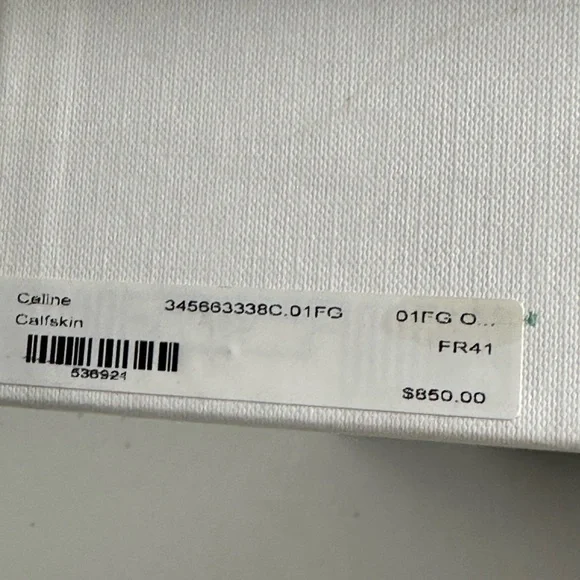 Celine 345663338C.01FG 01FG O...
Calfskin FR41
536921
$850.00